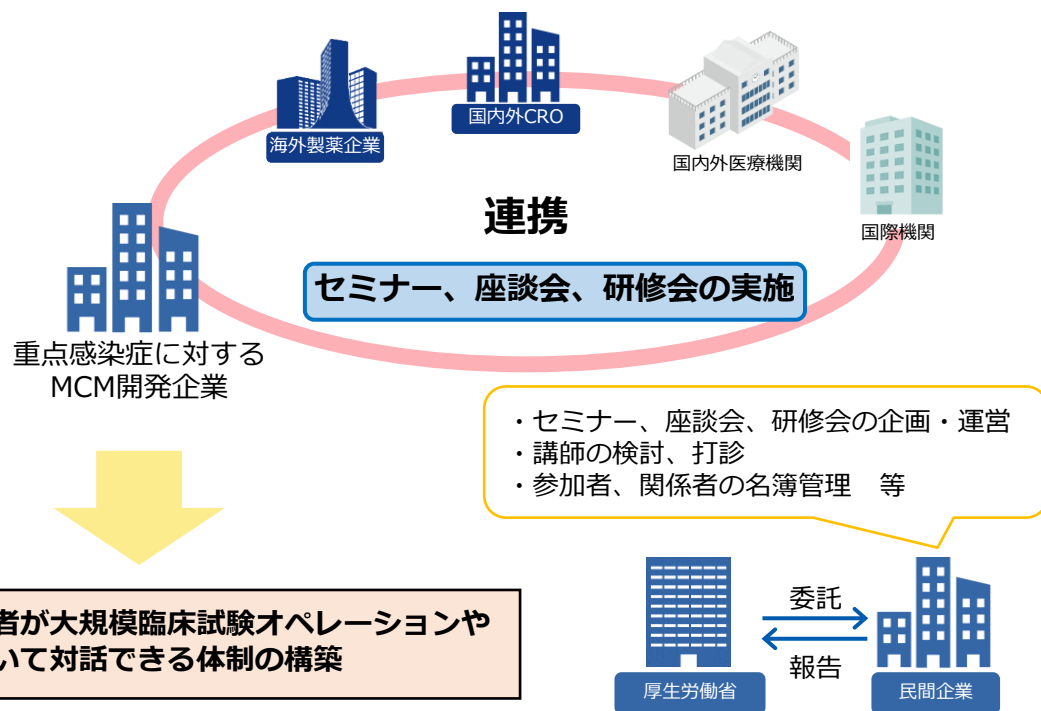 国内外CRO
海外製薬企業
国内外医療機関
国際機関
連携
セミナー、座談会、研修会の実施
重点感染症に対する
MCM開発企業
・セミナー、座談会、研修会の企画・運営
・講師の検討、打診
・参加者、関係者の名簿管理　等
者が大規模臨床試験オペレーションや
いて対話できる体制の構築
委託
報告
厚生労働省
民間企業